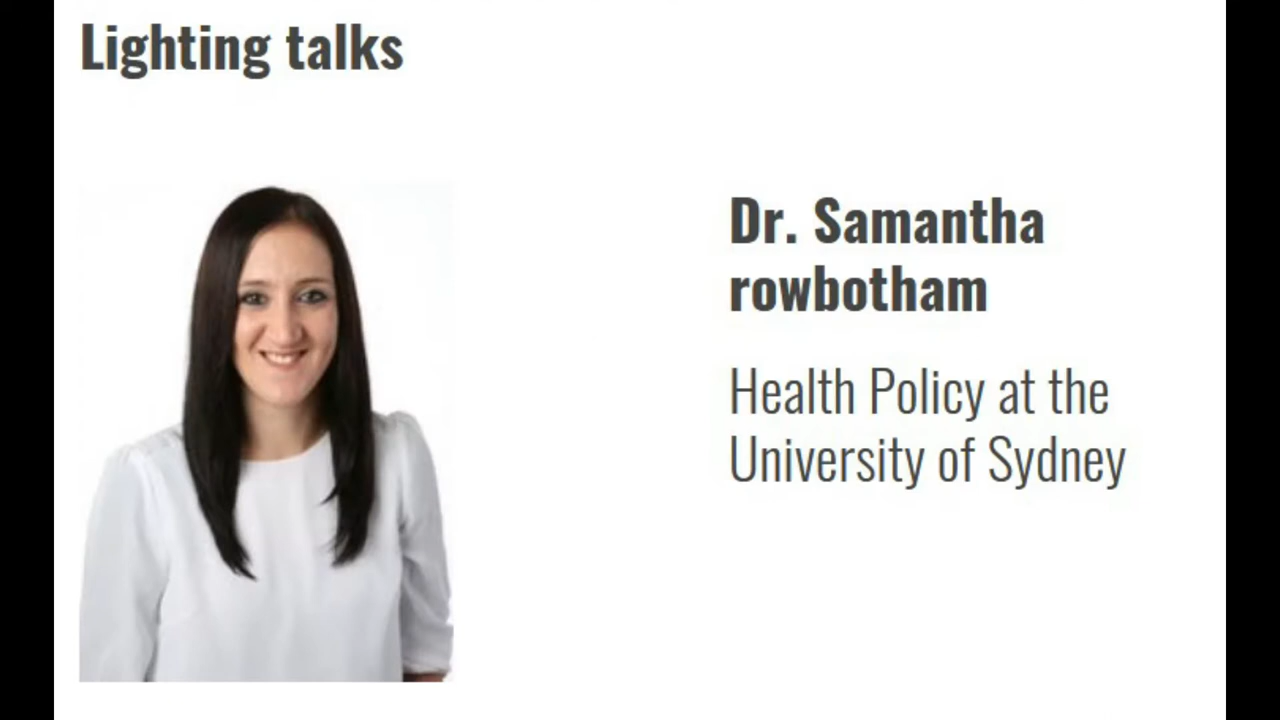 Lighting talks
Dr. Samantha
rowbotham
Health Policy at the
University of Sydney